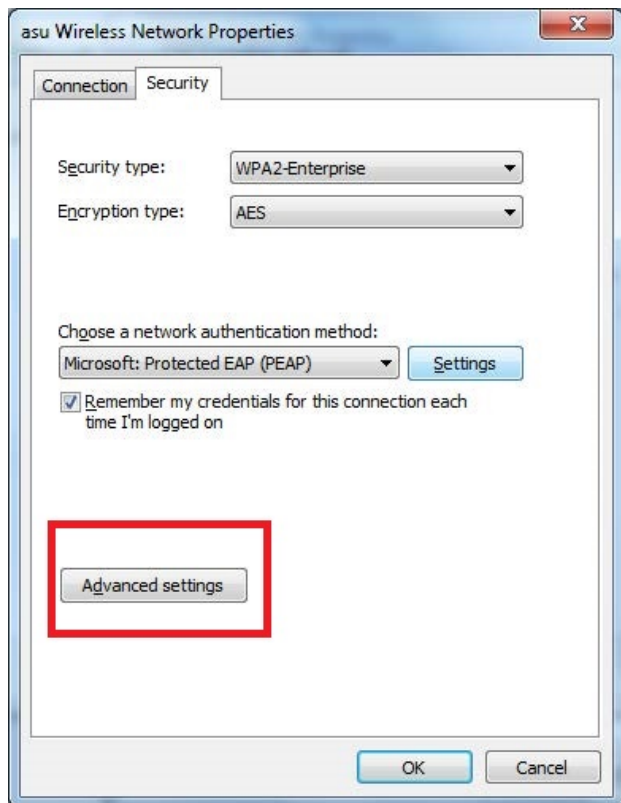 asu Wireless Network Properties
Connection Security
Security type: WPA2-Enterprise
Encryption type: AES
Choose a network authentication method:
Microsoft: Protected EAP (PEAP) Settings
Remember my credentials for this connection each
time I'm logged on
Advanced settings
OK Cancel